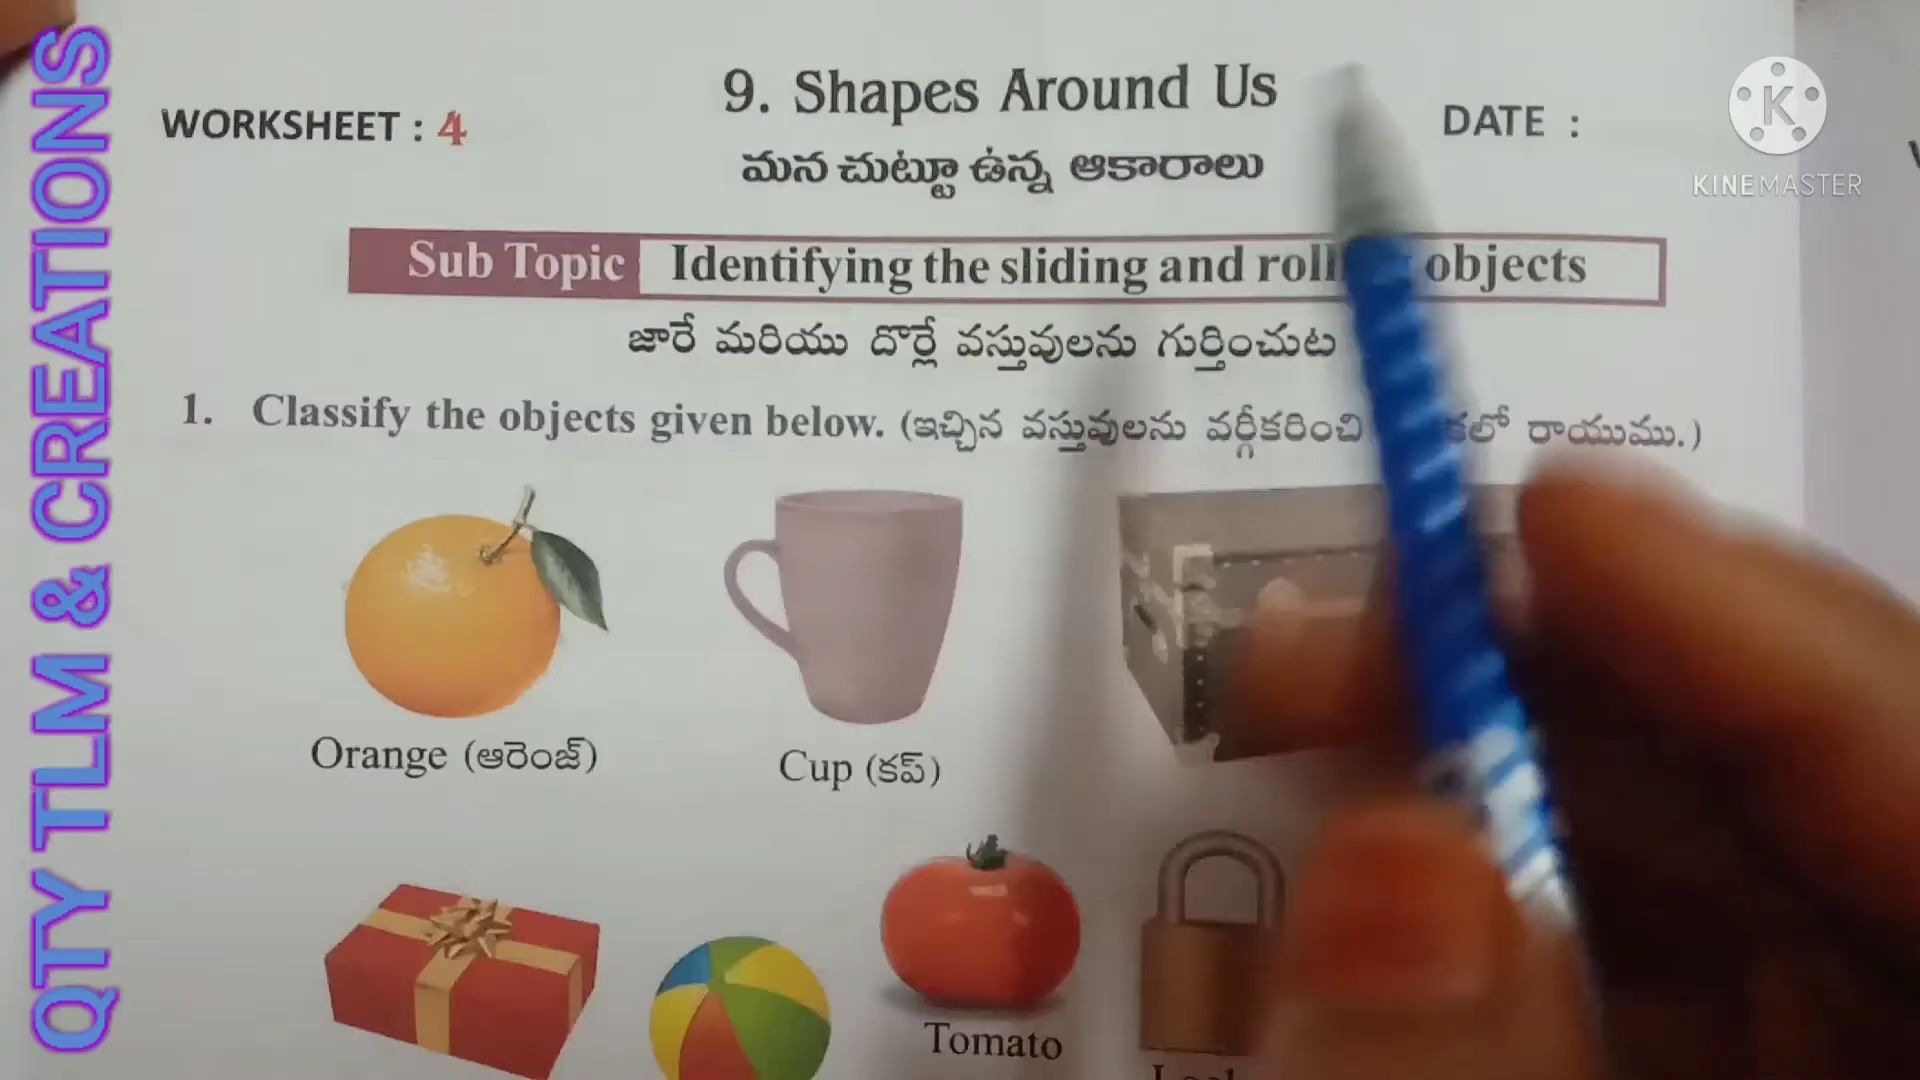 QTY TLM & CREATIONS
KINEMASTER
WORKSHEET : 4
9. Shapes Around Us
DATE :
మన చుట్టూ ఉన్న ఆకారాలు
Sub Topic Identifying the sliding and objects
జారే మరియు దొర్లే వస్తువులను గుర్తించుట
1. Classify the objects given below. (ఇచ్చిన వస్తువులను వర్గీకరించి రాయుము.)
Orange (ఆరెంజ్)
Cup (కప్)
Tomato